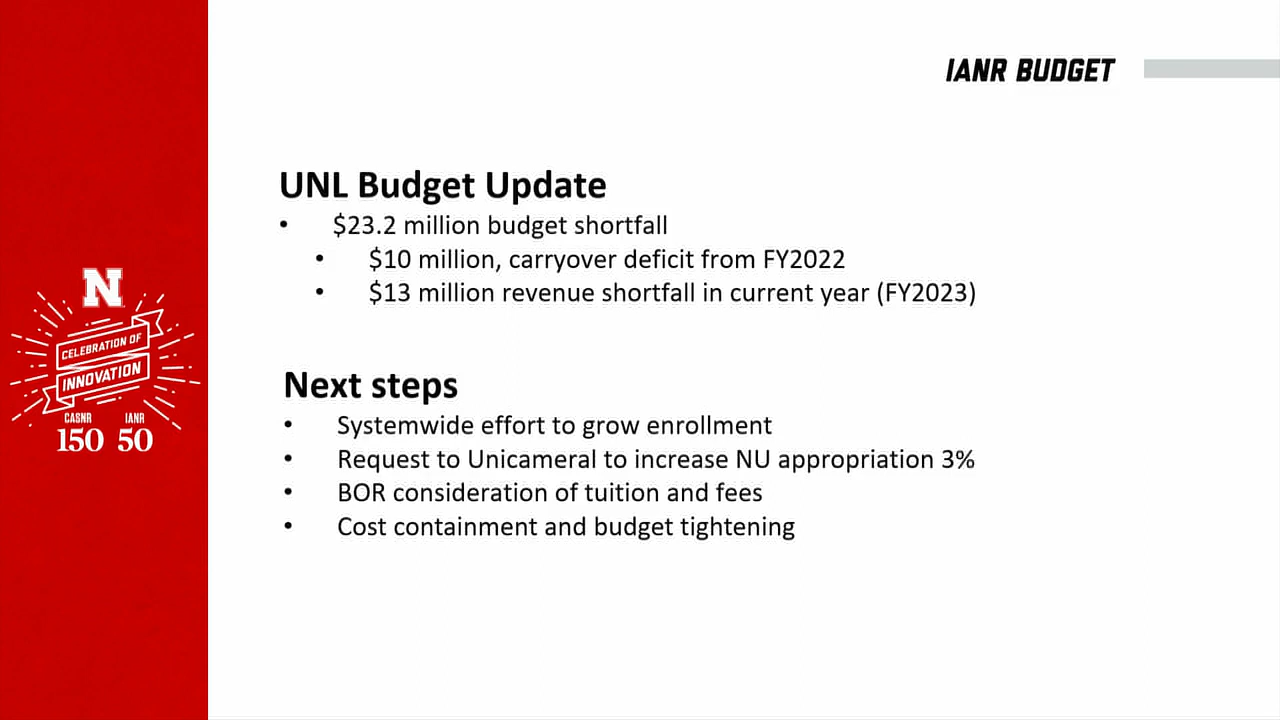 IANR BUDGET
UNL Budget Update
• $23.2 million budget shortfall
• $10 million, carryover deficit from FY2022
• $13 million revenue shortfall in current year (FY2023)
Next steps
• Systemwide effort to grow enrollment
• Request to Unicameral to increase NU appropriation 3%
• BOR consideration of tuition and fees
• Cost containment and budget tightening
N
CELEBRATION OF
INNOVATION
CASNR IANR
150 50